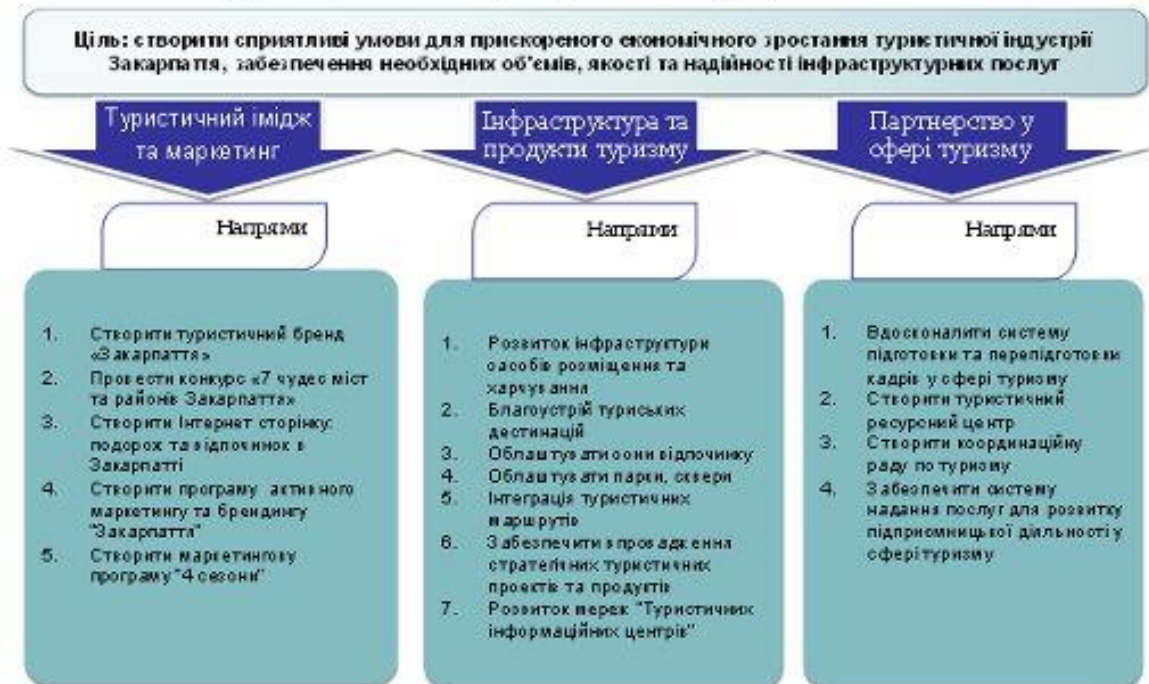 Ціль: створити сприятливі умови для прискореного економічного зростання туристичної індустрії
Закарпаття, забезпечення необхідних об'ємів, якості та надійності інфраструктурних послуг
Туристичний імідж
та маркетинг
Напрями
1. Створити туристичний бренд
«Закарпаття»
2. Провести конкурс «7 чудес міст
та районів Закарпаття»
3. Створити Інтернет сторінку:
подорож та відпочинок в
Закарпатті
4. Створити програму активного
маркетингу та брендингу
"Закарпаття"
5. Створити маркетингову
програму "4 сезони"
Інфраструктура та
продукти туризму
Напрями
1. Розвиток інфраструктури
засобів розміщення та
харчування
2. Благоустрій туриських
дестинацій
3. Облаштувати зони відпочинку
4. Облаштувати парки, сквери
5. Інтеграція туристичних
маршрутів
6. Забезпечити впровадження
стратегічних туристичних
проектів та продуктів
7. Розвиток мереж "Туристичних
інформаційних центрів"
Партнерство у
сфері туризму
Напрями
1. Вдосконалити систему
підготовки та перепідготовки
кадрів у сфері туризму
2. Створити туристичний
ресурсний центр
3. Створити координаційну
раду по туризму
4. Забезпечити систему
надання послуг для розвитку
підприємницької діяльності у
сфері туризму